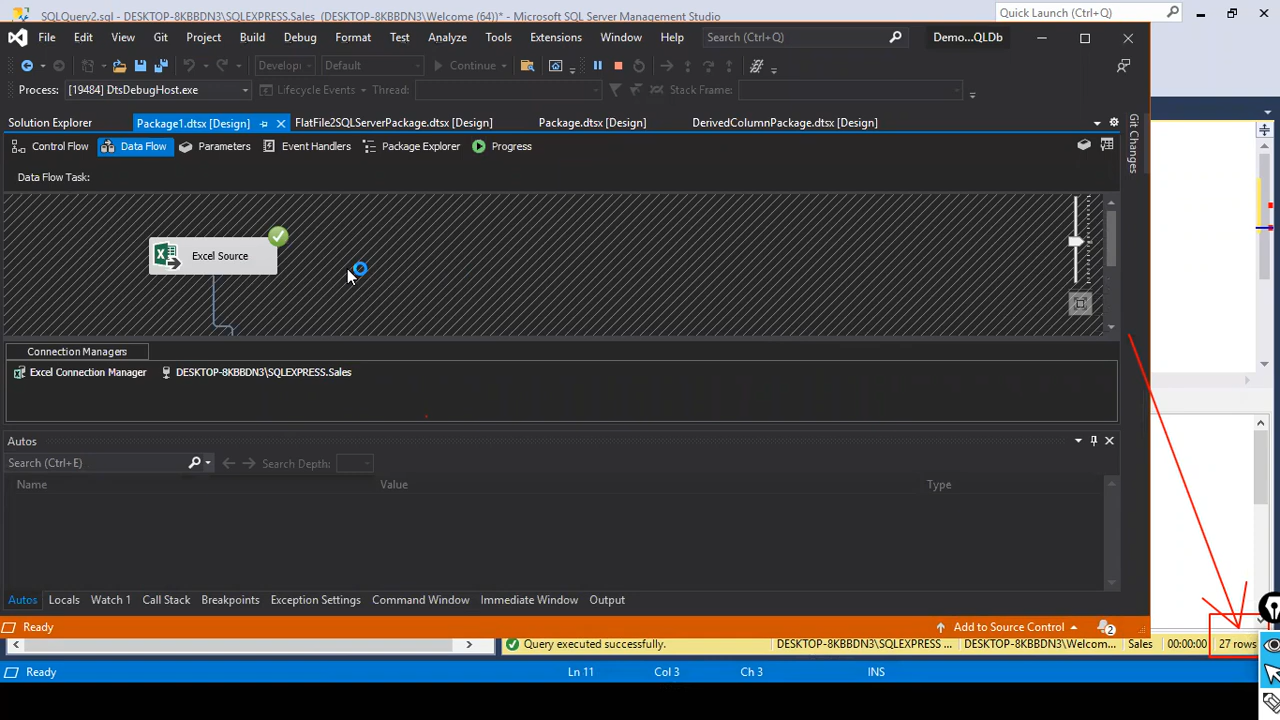 SQLQuery2.sql - DESKTOP-8KBBDN3\SQLEXPRESS.Sales (DESKTOP-8KBBDN3\Welcome (64))* - Microsoft SQL Server Management Studio
Quick Launch (Ctrl+Q)
File Edit View Git Project Build Debug Format Test Analyze Tools Extensions Window Help Search (Ctrl+Q) Demo...QLDb
Develop Default Continue
Process: [19484] DtsDebugHost.exe Lifecycle Events Thread: Stack Frame:
Solution Explorer Package1.dtsx [Design] FlatFile2SQLServerPackage.dtsx [Design] Package.dtsx [Design] DerivedColumnPackage.dtsx [Design]
Git Changes
Control Flow Data Flow Parameters Event Handlers Package Explorer Progress
Data Flow Task:
Excel Source
Connection Managers
Excel Connection Manager DESKTOP-8KBBDN3\SQLEXPRESS.Sales
Autos
Search (Ctrl+E) Search Depth:
Name Value Type
Autos Locals Watch 1 Call Stack Breakpoints Exception Settings Command Window Immediate Window Output
Ready Add to Source Control 2
Query executed successfully. DESKTOP-8KBBDN3\SQLEXPRESS ... DESKTOP-8KBBDN3\Welcom... Sales 00:00:00 27 rows
Ready Ln 11 Col 3 Ch 3 INS